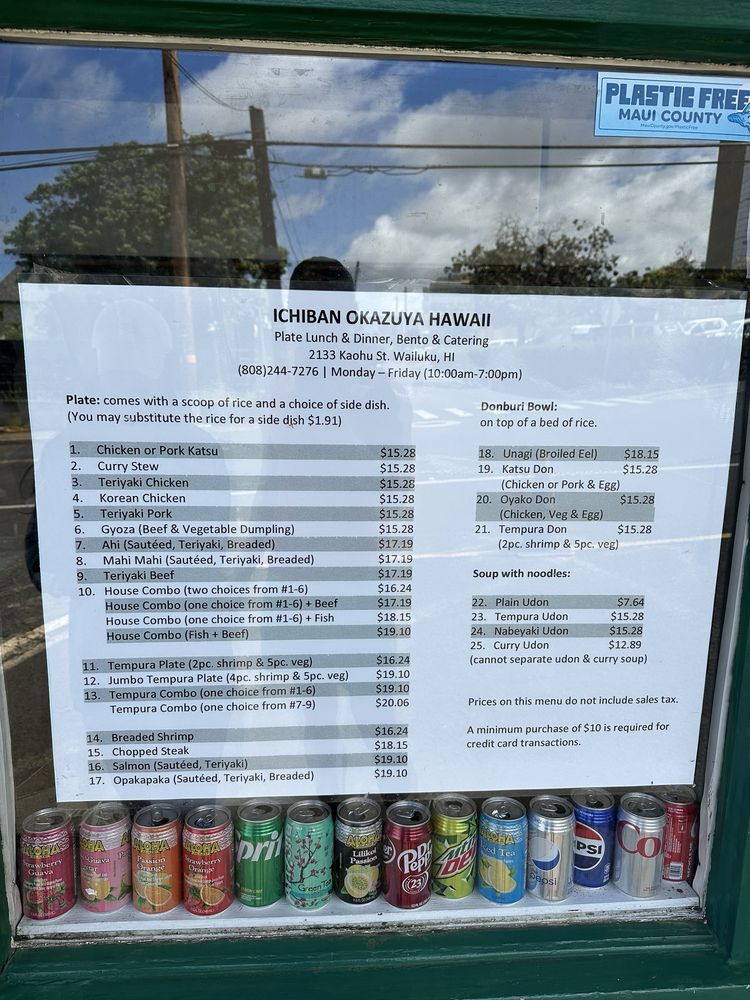 PLASTIC FREE
MAUI COUNTY
MauiCounty.gov/PlasticFree
ICHIBAN OKAZUYA HAWAII
Plate Lunch & Dinner, Bento & Catering
2133 Kaohu St. Wailuku, HI
(808)244-7276 | Monday – Friday (10:00am-7:00pm)
Plate: comes with a scoop of rice and a choice of side dish.
(You may substitute the rice for a side dish $1.91)
1. Chicken or Pork Katsu $15.28
2. Curry Stew $15.28
3. Teriyaki Chicken $15.28
4. Korean Chicken $15.28
5. Teriyaki Pork $15.28
6. Gyoza (Beef & Vegetable Dumpling) $15.28
7. Ahi (Sautéed, Teriyaki, Breaded) $17.19
8. Mahi Mahi (Sautéed, Teriyaki, Breaded) $17.19
9. Teriyaki Beef $17.19
10. House Combo (two choices from #1-6) $16.24
House Combo (one choice from #1-6) + Beef $17.19
House Combo (one choice from #1-6) + Fish $18.15
House Combo (Fish + Beef) $19.10
11. Tempura Plate (2pc. shrimp & 5pc. veg) $16.24
12. Jumbo Tempura Plate (4pc. shrimp & 5pc. veg) $19.10
13. Tempura Combo (one choice from #1-6) $19.10
Tempura Combo (one choice from #7-9) $20.06
14. Breaded Shrimp $16.24
15. Chopped Steak $18.15
16. Salmon (Sautéed, Teriyaki) $19.10
17. Opakapaka (Sautéed, Teriyaki, Breaded) $19.10
Donburi Bowl:
on top of a bed of rice.
18. Unagi (Broiled Eel) $18.15
19. Katsu Don $15.28
(Chicken or Pork & Egg)
20. Oyako Don $15.28
(Chicken, Veg & Egg)
21. Tempura Don $15.28
(2pc. shrimp & 5pc. veg)
Soup with noodles:
22. Plain Udon $7.64
23. Tempura Udon $15.28
24. Nabeyaki Udon $15.28
25. Curry Udon $12.89
(cannot separate udon & curry soup)
Prices on this menu do not include sales tax.
A minimum purchase of $10 is required for
credit card transactions.
ALOHA
Strawberry
Guava
Guava
ALOHA
Passion
Orange
ALOHA
Strawberry
Orange
pri
Green Tea
ALOHA
Lilikoi
Passion
Dr
Pepper
23
mtn
DEW
ALOHA
Iced Tea
pepsi
PSI
Co